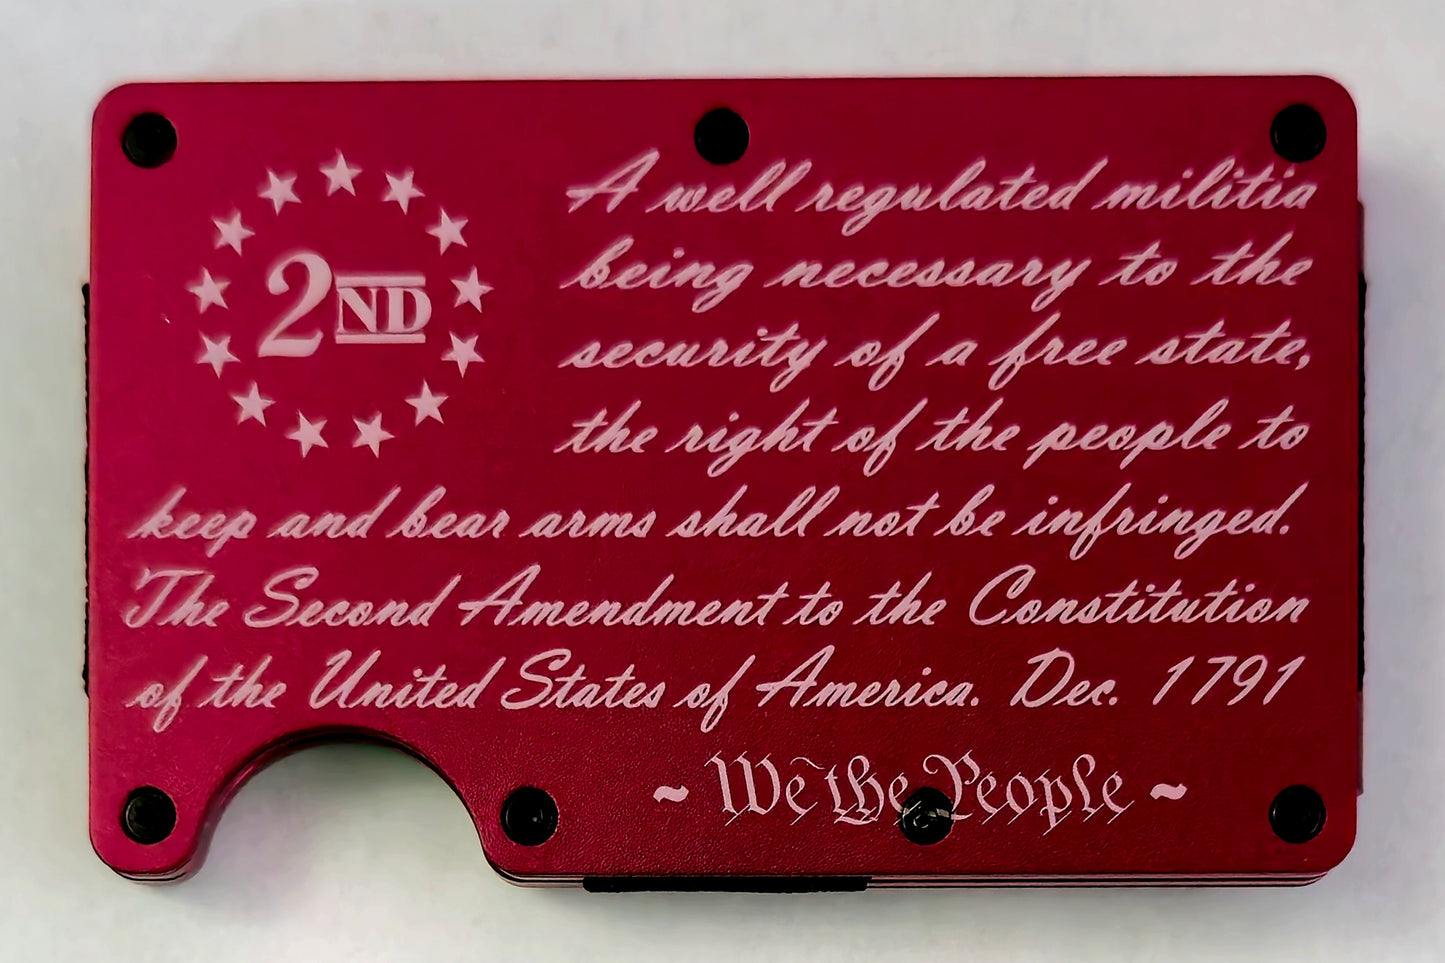 2ND
A well regulated militia
being necessary to the
security of a free state,
the right of the people to
keep and bear arms shall not be infringed.
The Second Amendment to the Constitution
of the United States of America. Dec. 1791
~ We the People ~